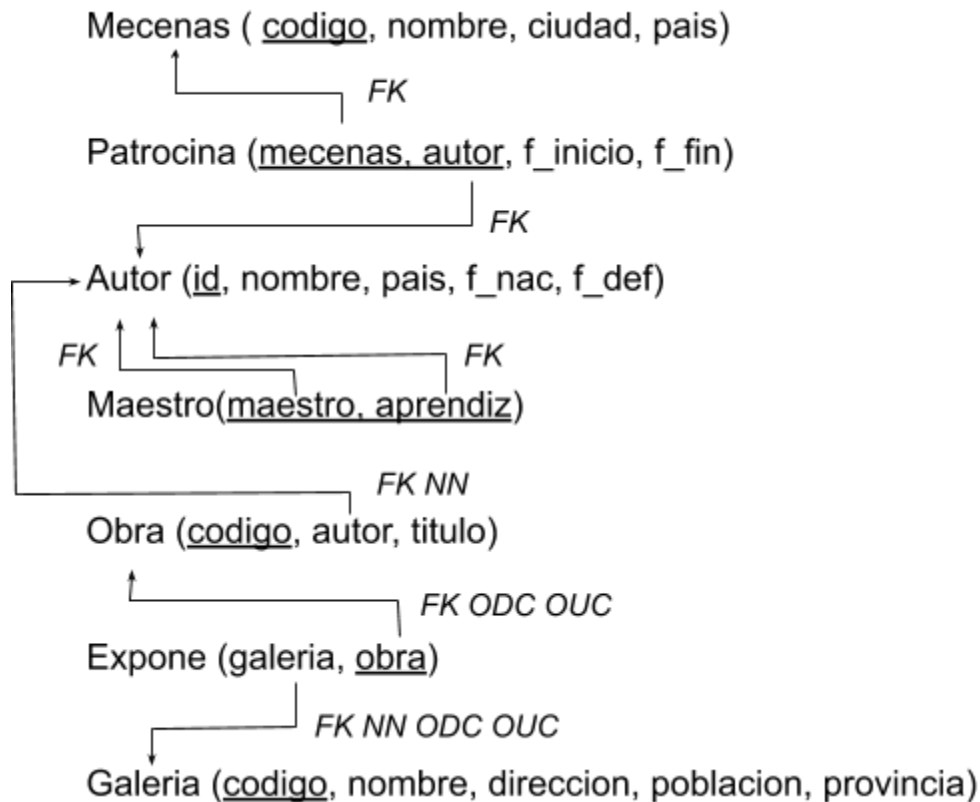 Mecenas ( codigo, nombre, ciudad, pais)
FK
Patrocina (mecenas, autor, f_inicio, f_fin)
FK
Autor (id, nombre, pais, f_nac, f_def)
FK FK
Maestro(maestro, aprendiz)
FK NN
Obra (codigo, autor, titulo)
FK ODC OUC
Expone (galeria, obra)
FK NN ODC OUC
Galeria (codigo, nombre, direccion, poblacion, provincia)